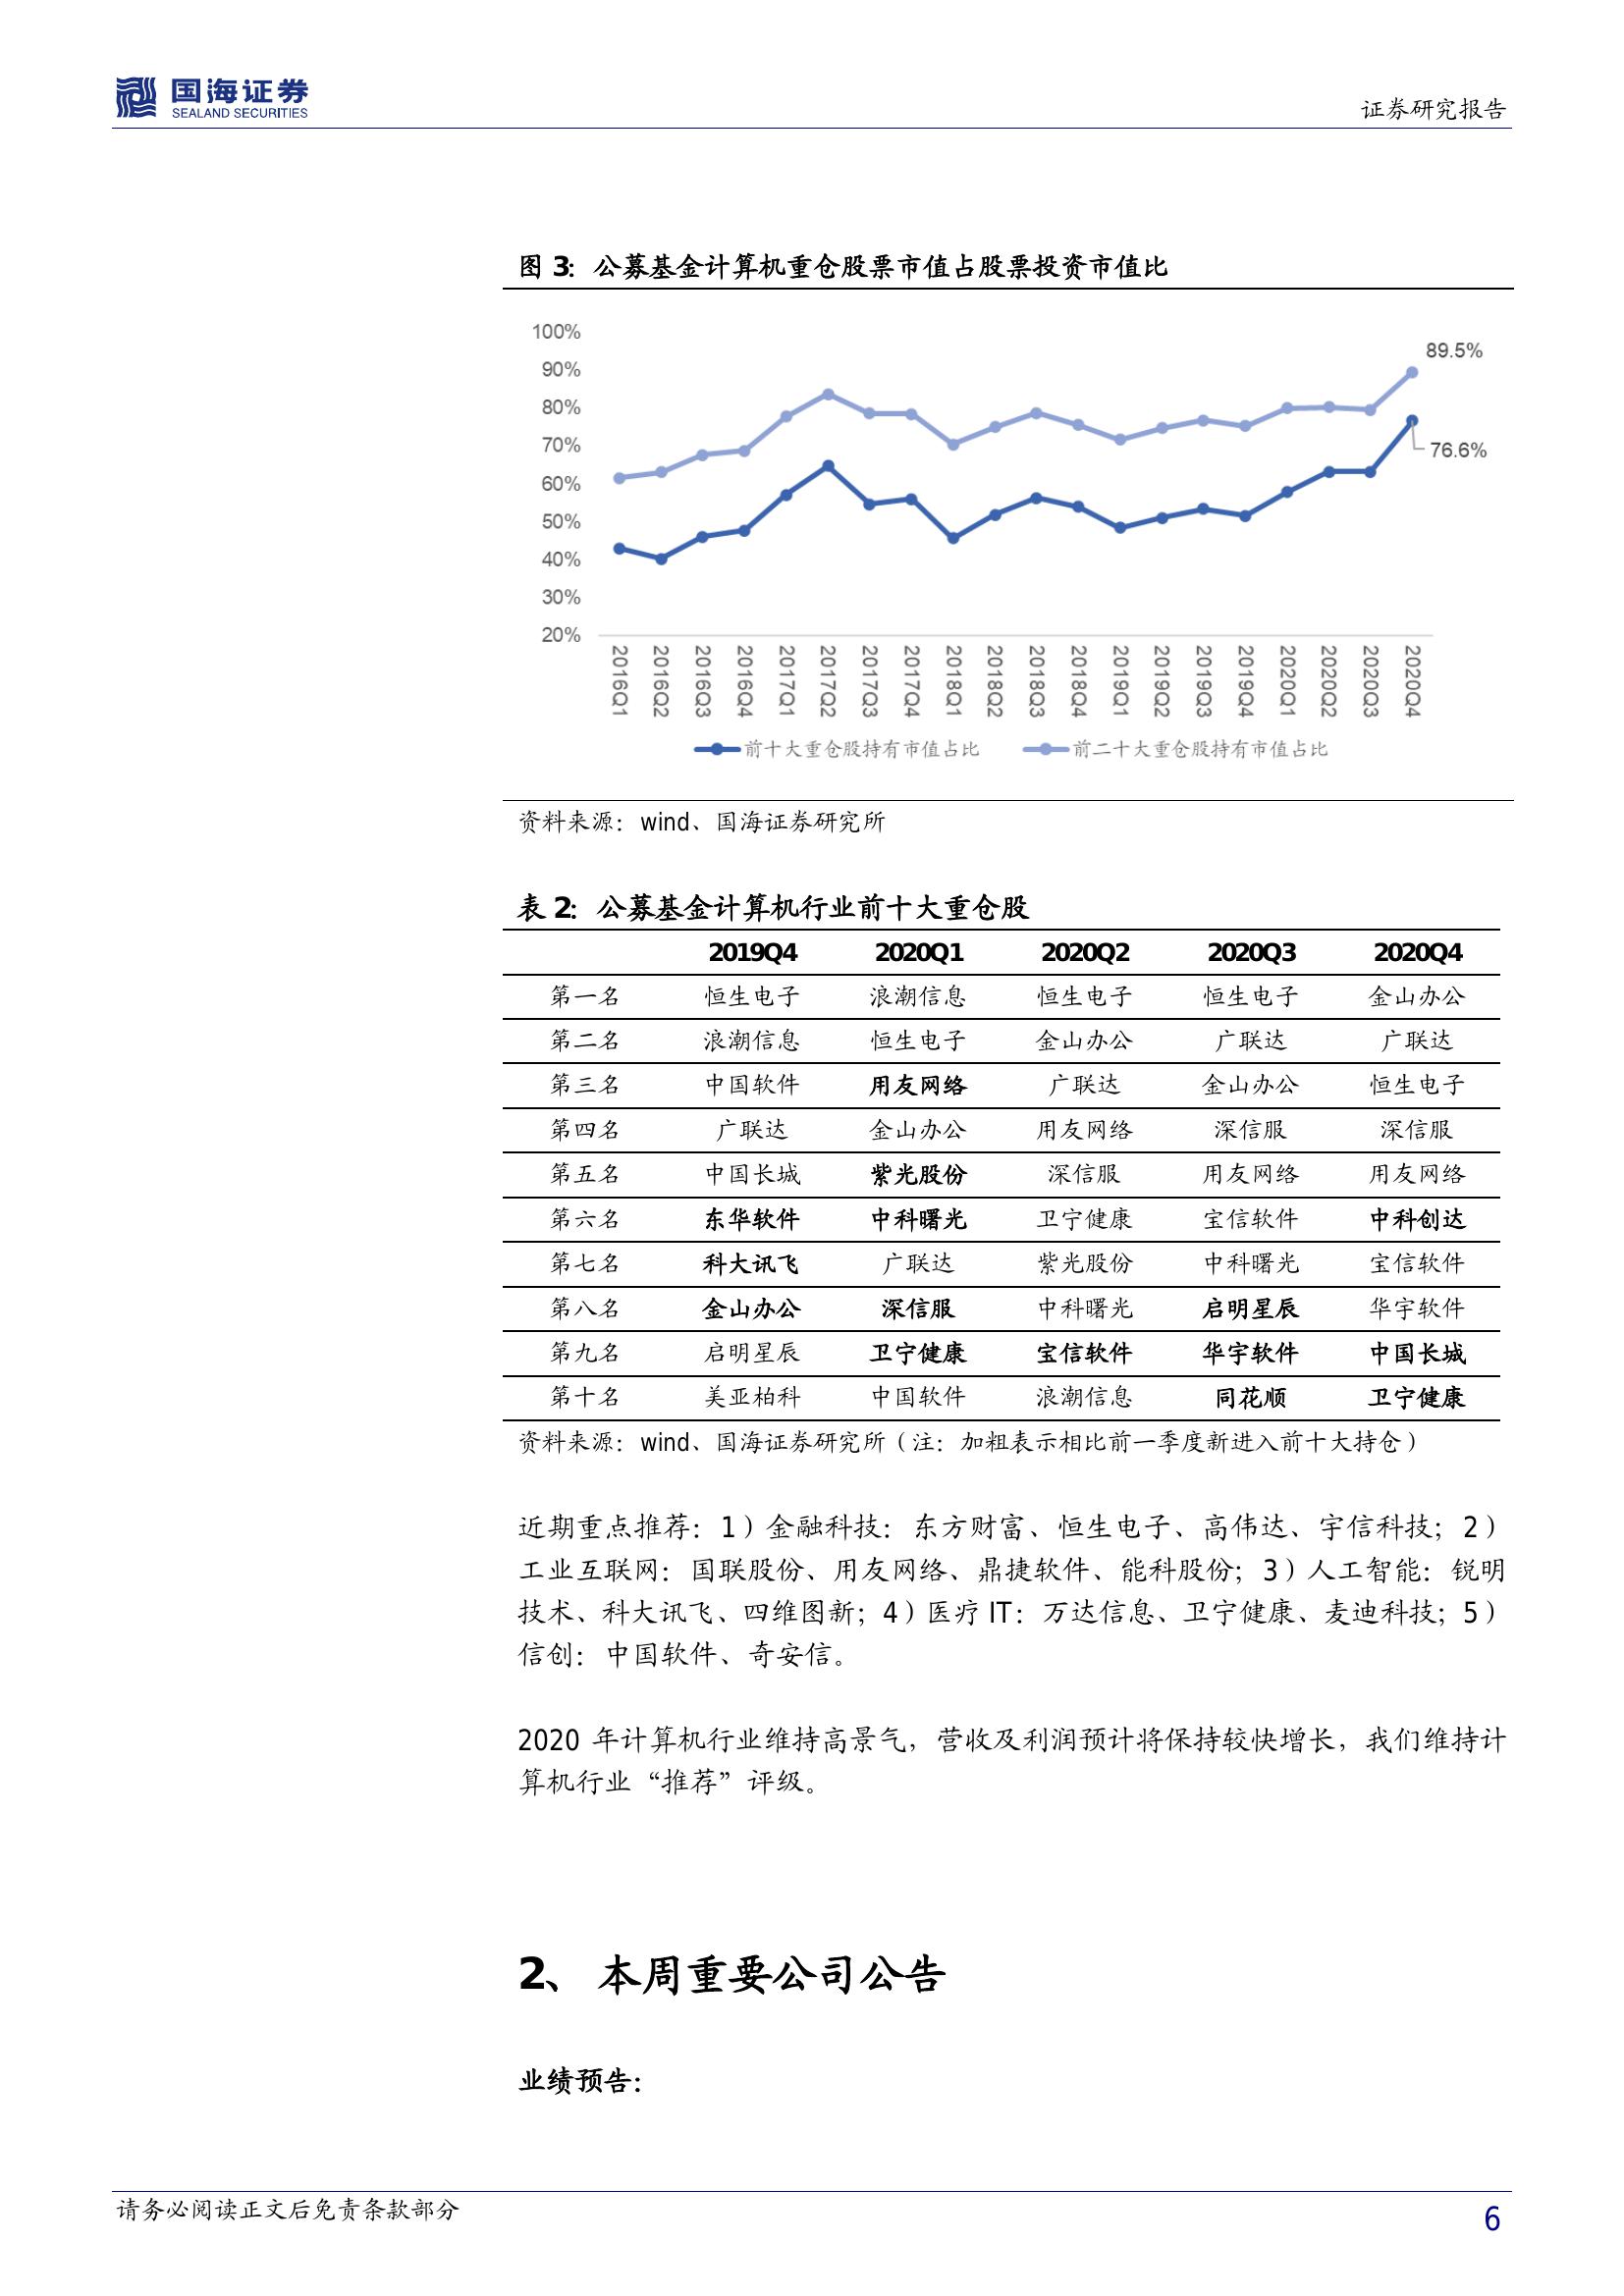 国海证券
SEALAND SECURITIES
证券研究报告
图 3：公募基金计算机重仓股票市值占股票投资市值比
100%
90%
80%
70%
60%
50%
40%
30%
20%
89.5%
76.6%
2016Q1 2016Q2 2016Q3 2016Q4 2017Q1 2017Q2 2017Q3 2017Q4 2018Q1 2018Q2 2018Q3 2018Q4 2019Q1 2019Q2 2019Q3 2019Q4 2020Q1 2020Q2 2020Q3 2020Q4
前十大重仓股持有市值占比 前二十大重仓股持有市值占比
资料来源：wind、国海证券研究所
表 2：公募基金计算机行业前十大重仓股
2019Q4 2020Q1 2020Q2 2020Q3 2020Q4
第一名 恒生电子 浪潮信息 恒生电子 恒生电子 金山办公
第二名 浪潮信息 恒生电子 金山办公 广联达 广联达
第三名 中国软件 用友网络 广联达 金山办公 恒生电子
第四名 广联达 金山办公 用友网络 深信服 深信服
第五名 中国长城 紫光股份 深信服 用友网络 用友网络
第六名 东华软件 中科曙光 卫宁健康 宝信软件 中科创达
第七名 科大讯飞 广联达 紫光股份 中科曙光 宝信软件
第八名 金山办公 深信服 中科曙光 启明星辰 华宇软件
第九名 启明星辰 卫宁健康 宝信软件 华宇软件 中国长城
第十名 美亚柏科 中国软件 浪潮信息 同花顺 卫宁健康
资料来源：wind、国海证券研究所（注：加粗表示相比前一季度新进入前十大持仓）
近期重点推荐：1）金融科技：东方财富、恒生电子、高伟达、宇信科技；2）
工业互联网：国联股份、用友网络、鼎捷软件、能科股份；3）人工智能：锐明
技术、科大讯飞、四维图新；4）医疗 IT：万达信息、卫宁健康、麦迪科技；5）
信创：中国软件、奇安信。
2020 年计算机行业维持高景气，营收及利润预计将保持较快增长，我们维持计
算机行业“推荐”评级。
2、 本周重要公司公告
业绩预告：
请务必阅读正文后免责条款部分
6